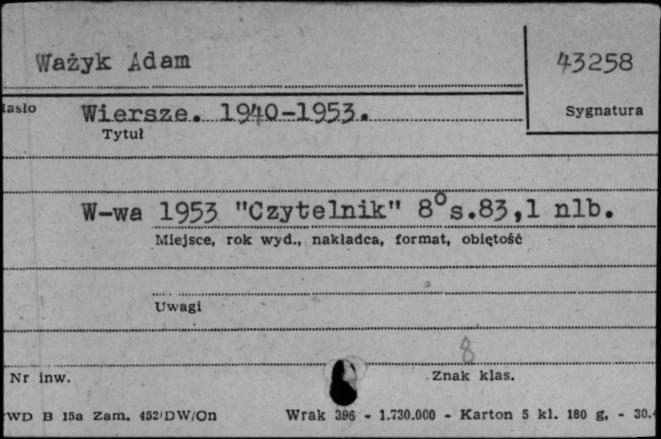 Ważyk Adam
43258
asło
Wiersze. 1940-1953.
Sygnatura
Tytuł
W-wa 1953 "Czytelnik" 8° s.83,1 nlb.
Miejsce, rok wyd., nakładca, format, objętość
Uwagi
8
Nr inw.
Znak klas.
WD B 15a Zam. 452/DW/On Wrak 396 - 1.730.000 - Karton 5 kl. 180 g, - 30.